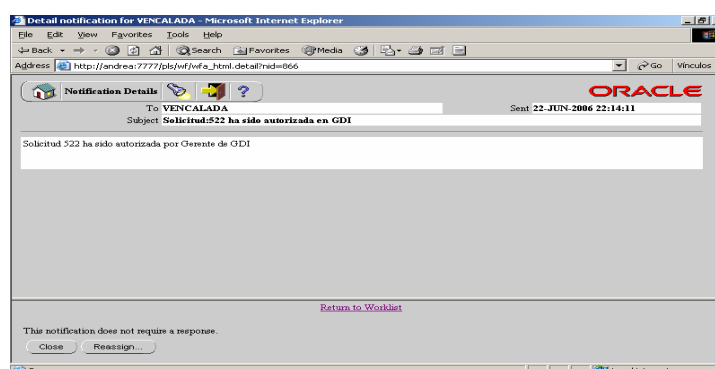 Detail notification for VENCALADA - Microsoft Internet Explorer
File Edit View Favorites Tools Help
Back Search Favorites Media
Address http://andrea:7777/pls/wf/wfa_html.detail?nid=866 Go Vínculos
Notification Details ? ORACLE
To VENCALADA Sent 22-JUN-2006 22:14:11
Subject Solicitud:522 ha sido autorizada en GDI
Solicitud 522 ha sido autorizada por Gerente de GDI
Return to Worklist
This notification does not require a response.
Close Reassign...